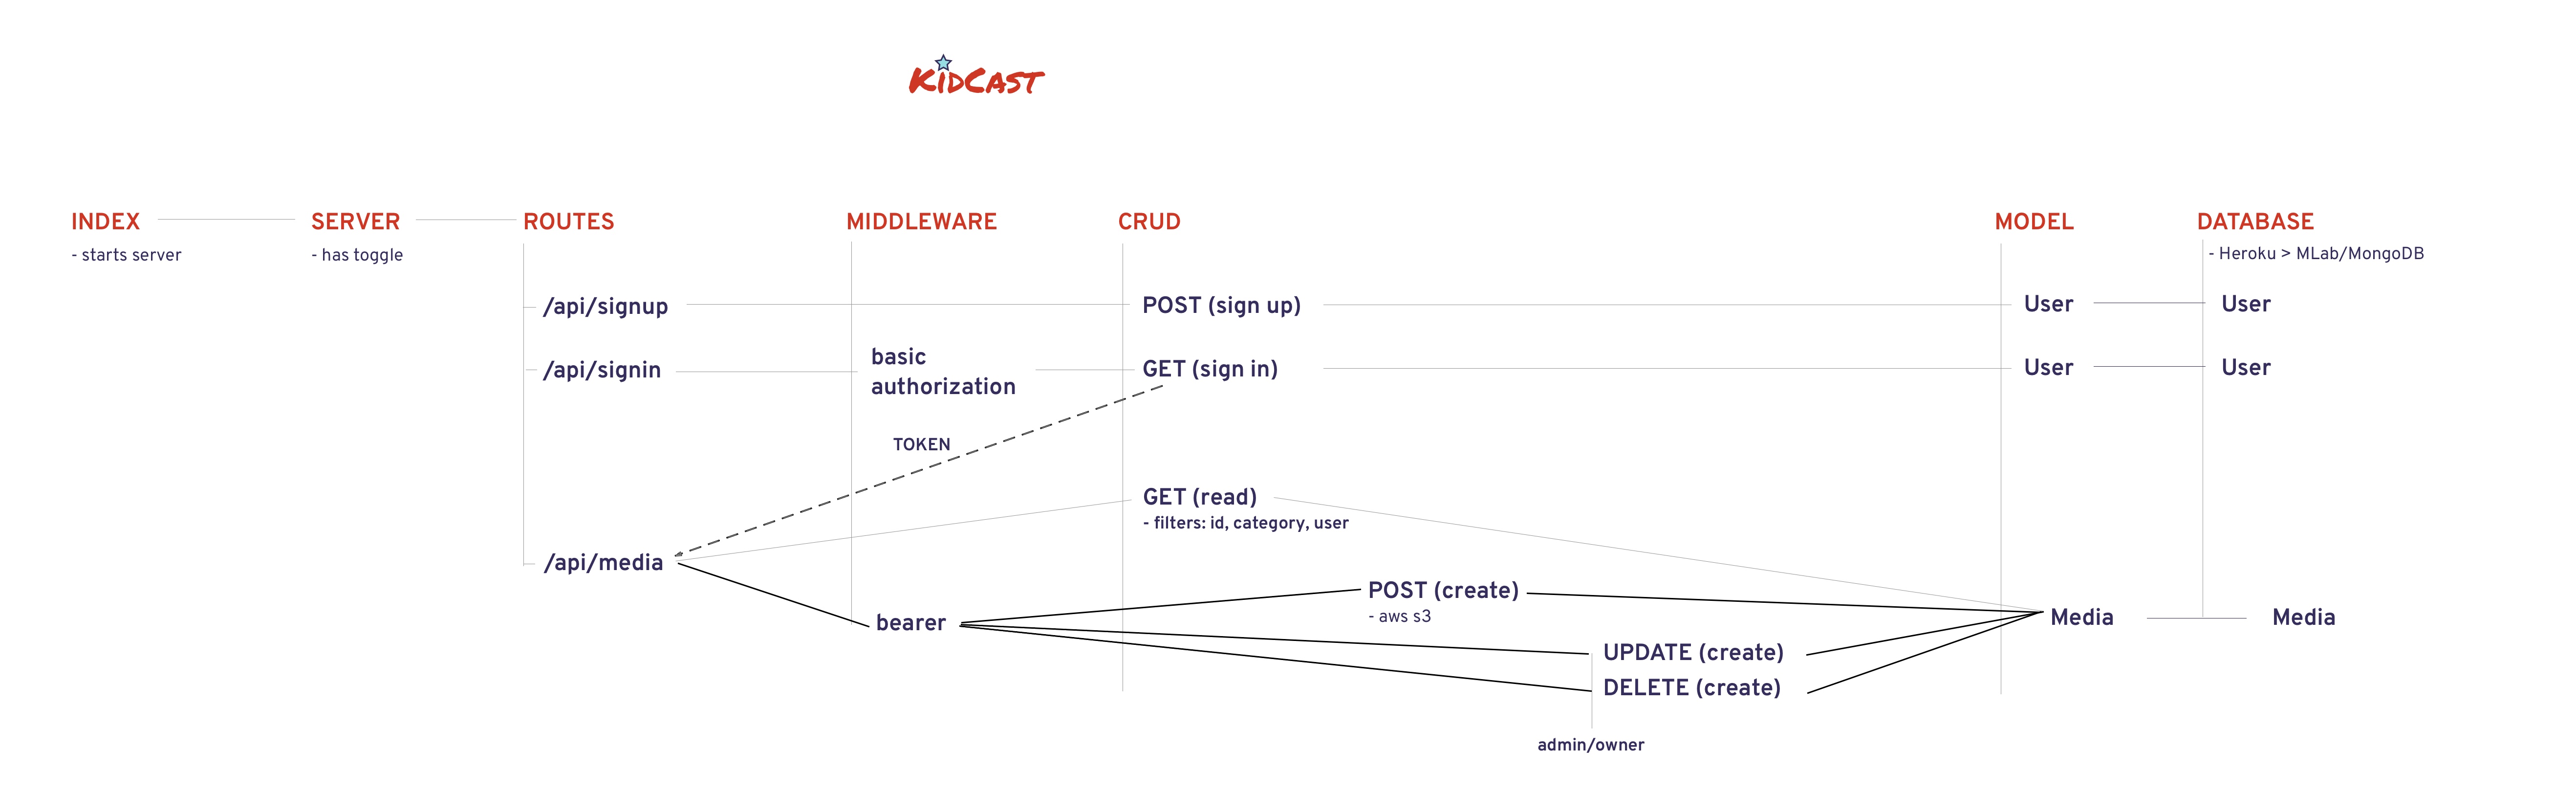 KiDCAST
INDEX
SERVER
ROUTES
MIDDLEWARE
CRUD
MODEL
DATABASE
- starts server
- has toggle
- Heroku > MLab/MongoDB
/api/signup
POST (sign up)
User
User
/api/signin
basic
authorization
GET (sign in)
User
User
TOKEN
GET (read)
- filters: id, category, user
/api/media
bearer
POST (create)
- aws s3
Media
Media
UPDATE (create)
DELETE (create)
admin/owner